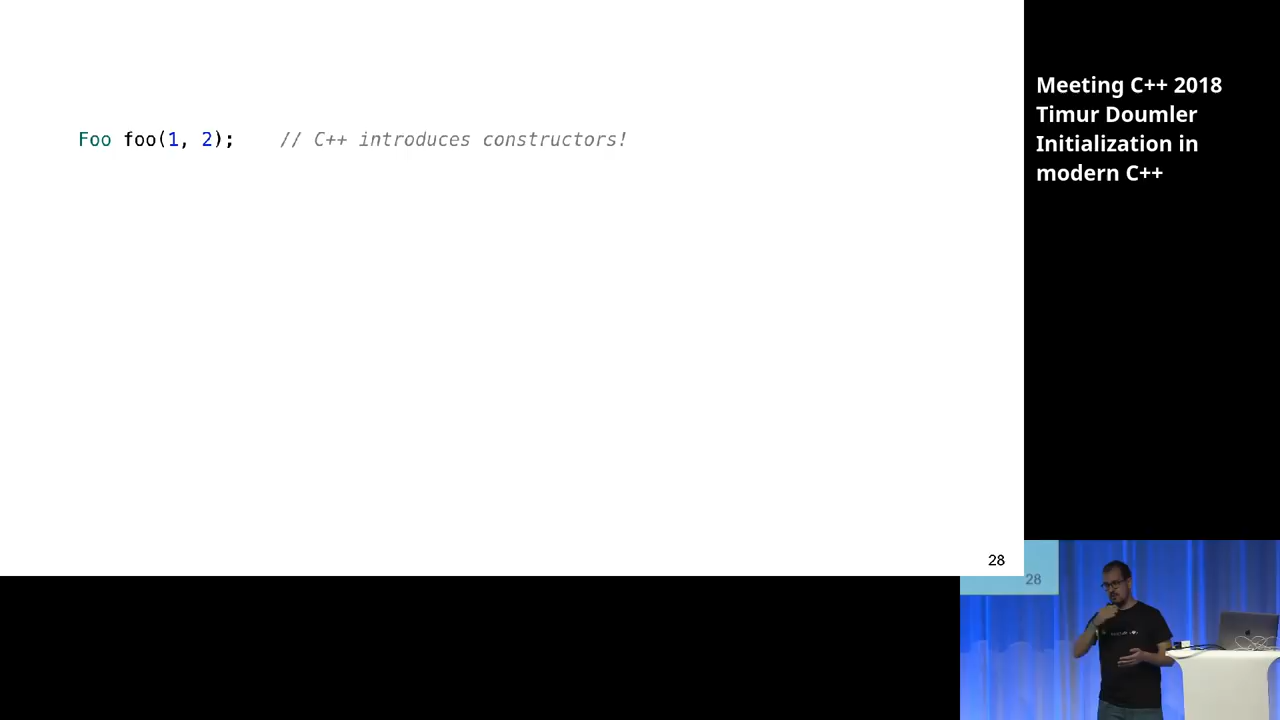 Foo foo(1, 2);    // C++ introduces constructors!
28
Meeting C++ 2018
Timur Doumler
Initialization in
modern C++
28